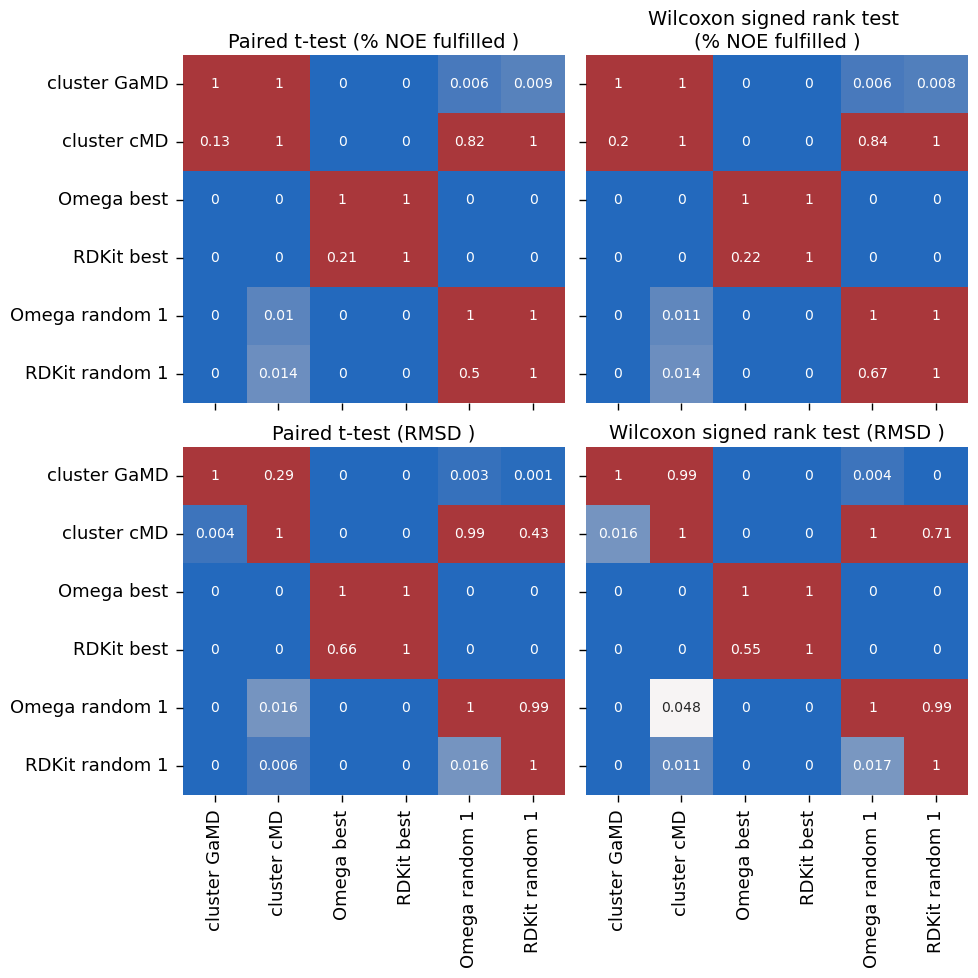 Paired t-test (% NOE fulfilled )
Wilcoxon signed rank test
(% NOE fulfilled )
cluster GaMD 1 1 0 0 0.006 0.009 1 1 0 0 0.006 0.008
cluster cMD 0.13 1 0 0 0.82 1 0.2 1 0 0 0.84 1
Omega best 0 0 1 1 0 0 0 0 1 1 0 0
RDKit best 0 0 0.21 1 0 0 0 0 0.22 1 0 0
Omega random 1 0 0.01 0 0 1 1 0 0.011 0 0 1 1
RDKit random 1 0 0.014 0 0 0.5 1 0 0.014 0 0 0.67 1
Paired t-test (RMSD ) Wilcoxon signed rank test (RMSD )
cluster GaMD 1 0.29 0 0 0.003 0.001 1 0.99 0 0 0.004 0
cluster cMD 0.004 1 0 0 0.99 0.43 0.016 1 0 0 1 0.71
Omega best 0 0 1 1 0 0 0 0 1 1 0 0
RDKit best 0 0 0.66 1 0 0 0 0 0.55 1 0 0
Omega random 1 0 0.016 0 0 1 0.99 0 0.048 0 0 1 0.99
RDKit random 1 0 0.006 0 0 0.016 1 0 0.011 0 0 0.017 1
cluster GaMD
cluster cMD
Omega best
RDKit best
Omega random 1
RDKit random 1
cluster GaMD
cluster cMD
Omega best
RDKit best
Omega random 1
RDKit random 1